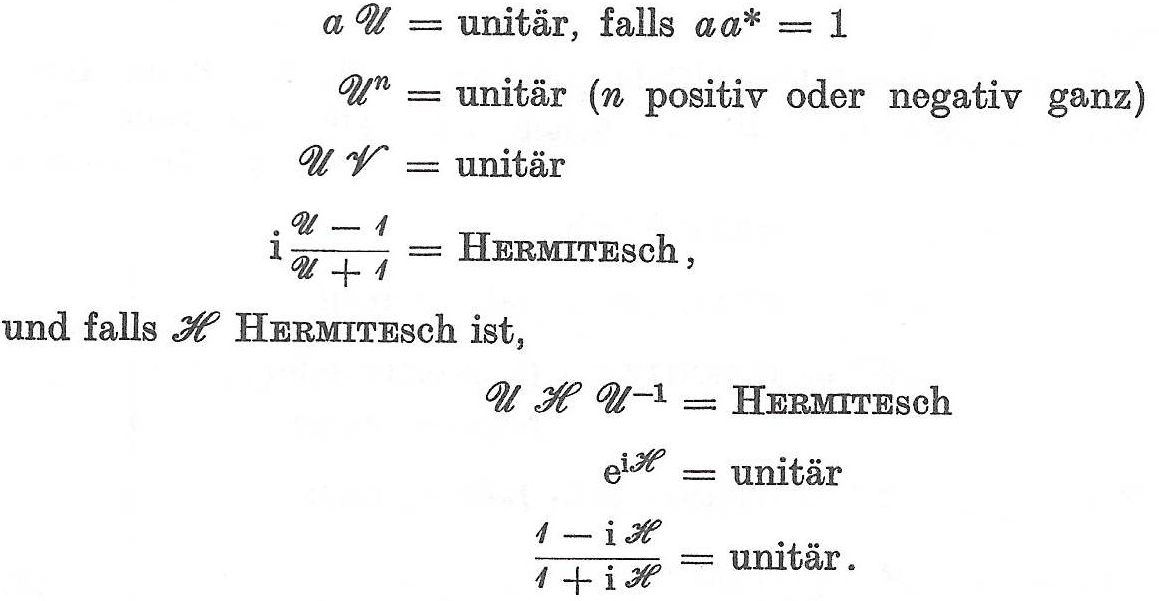 a 𝒰 = unitär, falls aa* = 1
𝒰ⁿ = unitär (n positiv oder negativ ganz)
𝒰 𝒱 = unitär
i (𝒰 − 1)/(𝒰 + 1) = HERMITEsch,
und falls ℋ HERMITEsch ist,
𝒰 ℋ 𝒰⁻¹ = HERMITEsch
e^{iℋ} = unitär
(1 − i ℋ)/(1 + i ℋ) = unitär.